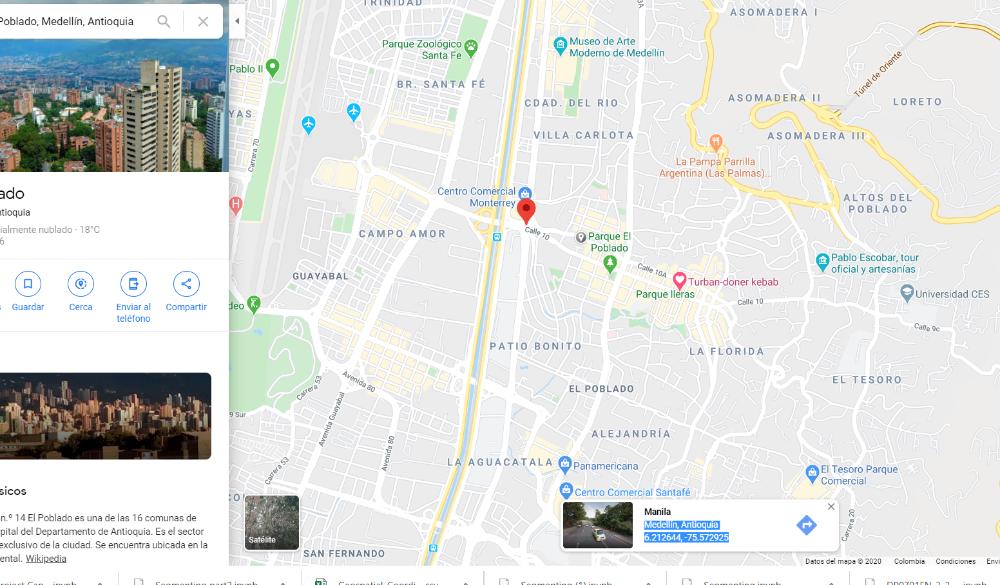 Poblado, Medellín, Antioquia
ado
ntioquia
ialmente nublado · 18°C
6
s
Guardar
Cerca
Enviar al
teléfono
Compartir
sicos
n.º 14 El Poblado es una de las 16 comunas de
pital del Departamento de Antioquia. Es el sector
exclusivo de la ciudad. Se encuentra ubicada en la
ental. Wikipedia
TRINIDAD
3A
ASOMADERA I
Parque Zoológico
Santa Fe
Museo de Arte
Moderno de Medellín
Pablo II
BR. SANTA FÉ
Túnel de Oriente
CDAD. DEL RIO
ASOMADERA II
LORETO
YAS
VILLA CARLOTA
ASOMADERA III
Carrera 70
La Pampa Parrilla
Argentina (Las Palmas)...
Centro Comercial
Monterrey
H
ALTOS DEL
POBLADO
CAMPO AMOR
Calle 10
Parque El
Poblado
Pablo Escobar, tour
oficial y artesanías
GUAYABAL
Calle 10A
Turban-doner kebab
Parque lleras
Calle 10
Universidad CES
deo
Calle 9c
PATIO BONITO
LA FLORIDA
Avenida 80
Carrera 53
EL POBLADO
EL TESORO
9 Sur
Avenida Guayabal
ALEJANDRÍA
Avenida 80
LA AGUACATALA
Panamericana
Carrera 53
El Tesoro Parque
Comercial
Centro Comercial Santafé
Satélite
Manila
Medellín, Antioquia
6.212644, -75.572925
Carrera 20
SAN FERNANDO
Datos del mapa © 2020
Colombia
Condiciones
Envi
roject Cap....ipynb
Segmenting part2.ipynb
Geospatial_Coordi....csv
Segmenting (1).ipynb
Segmenting.ipynb